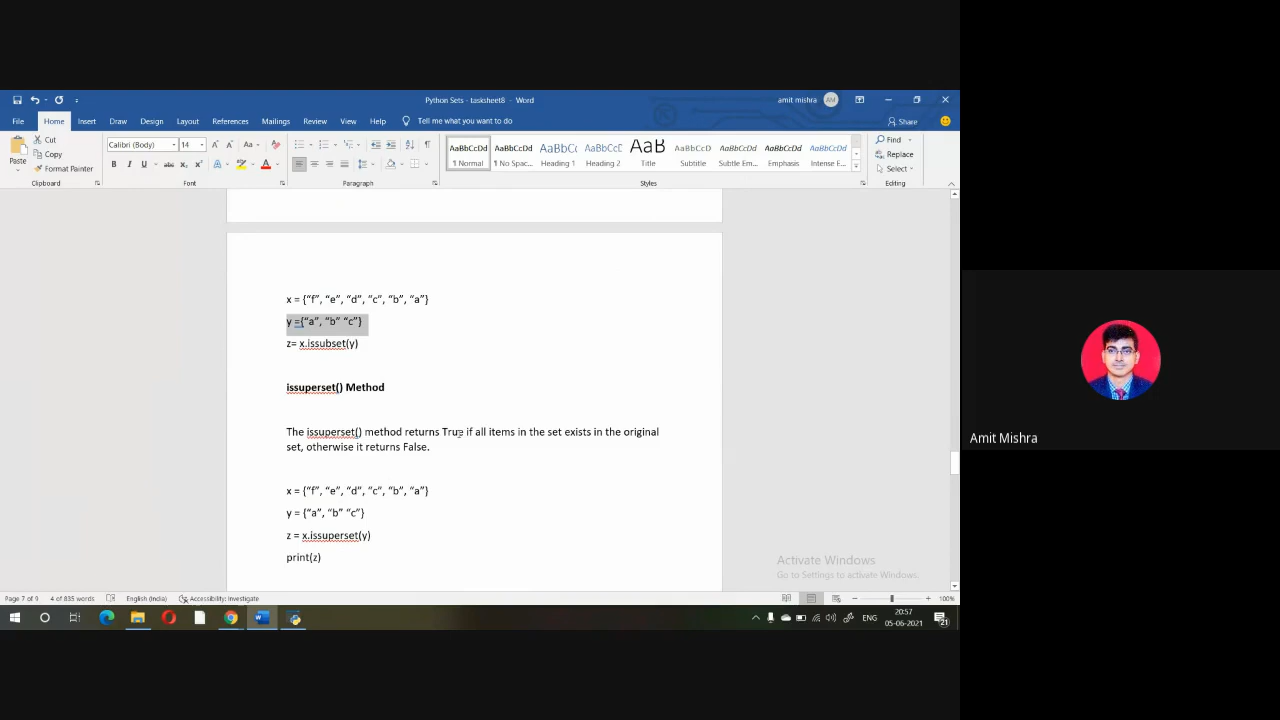 Python Sets - tasksheet8 - Word
amit mishra
AM
File Home Insert Draw Design Layout References Mailings Review View Help Tell me what you want to do
Share
Paste
Cut
Copy
Format Painter
Clipboard
Calibri (Body) 14
Font
Paragraph
AaBbCcDd AaBbCcDd AaBbCc AaBbCcD AaB AaBbCcD AaBbCcDd AaBbCcDd AaBbCcDd
¶ Normal ¶ No Spac... Heading 1 Heading 2 Title Subtitle Subtle Em... Emphasis Intense E...
Styles
Find
Replace
Select
Editing
x = {“f”, “e”, “d”, “c”, “b”, “a”}
y ={“a”, “b” “c”}
z= x.issubset(y)
issuperset() Method
The issuperset() method returns True if all items in the set exists in the original
set, otherwise it returns False.
x = {“f”, “e”, “d”, “c”, “b”, “a”}
y = {“a”, “b” “c”}
z = x.issuperset(y)
print(z)
Activate Windows
Go to Settings to activate Windows.
Page 7 of 9 4 of 835 words English (India) Accessibility: Investigate 100%
ENG
20:57
05-06-2021
21
Amit Mishra